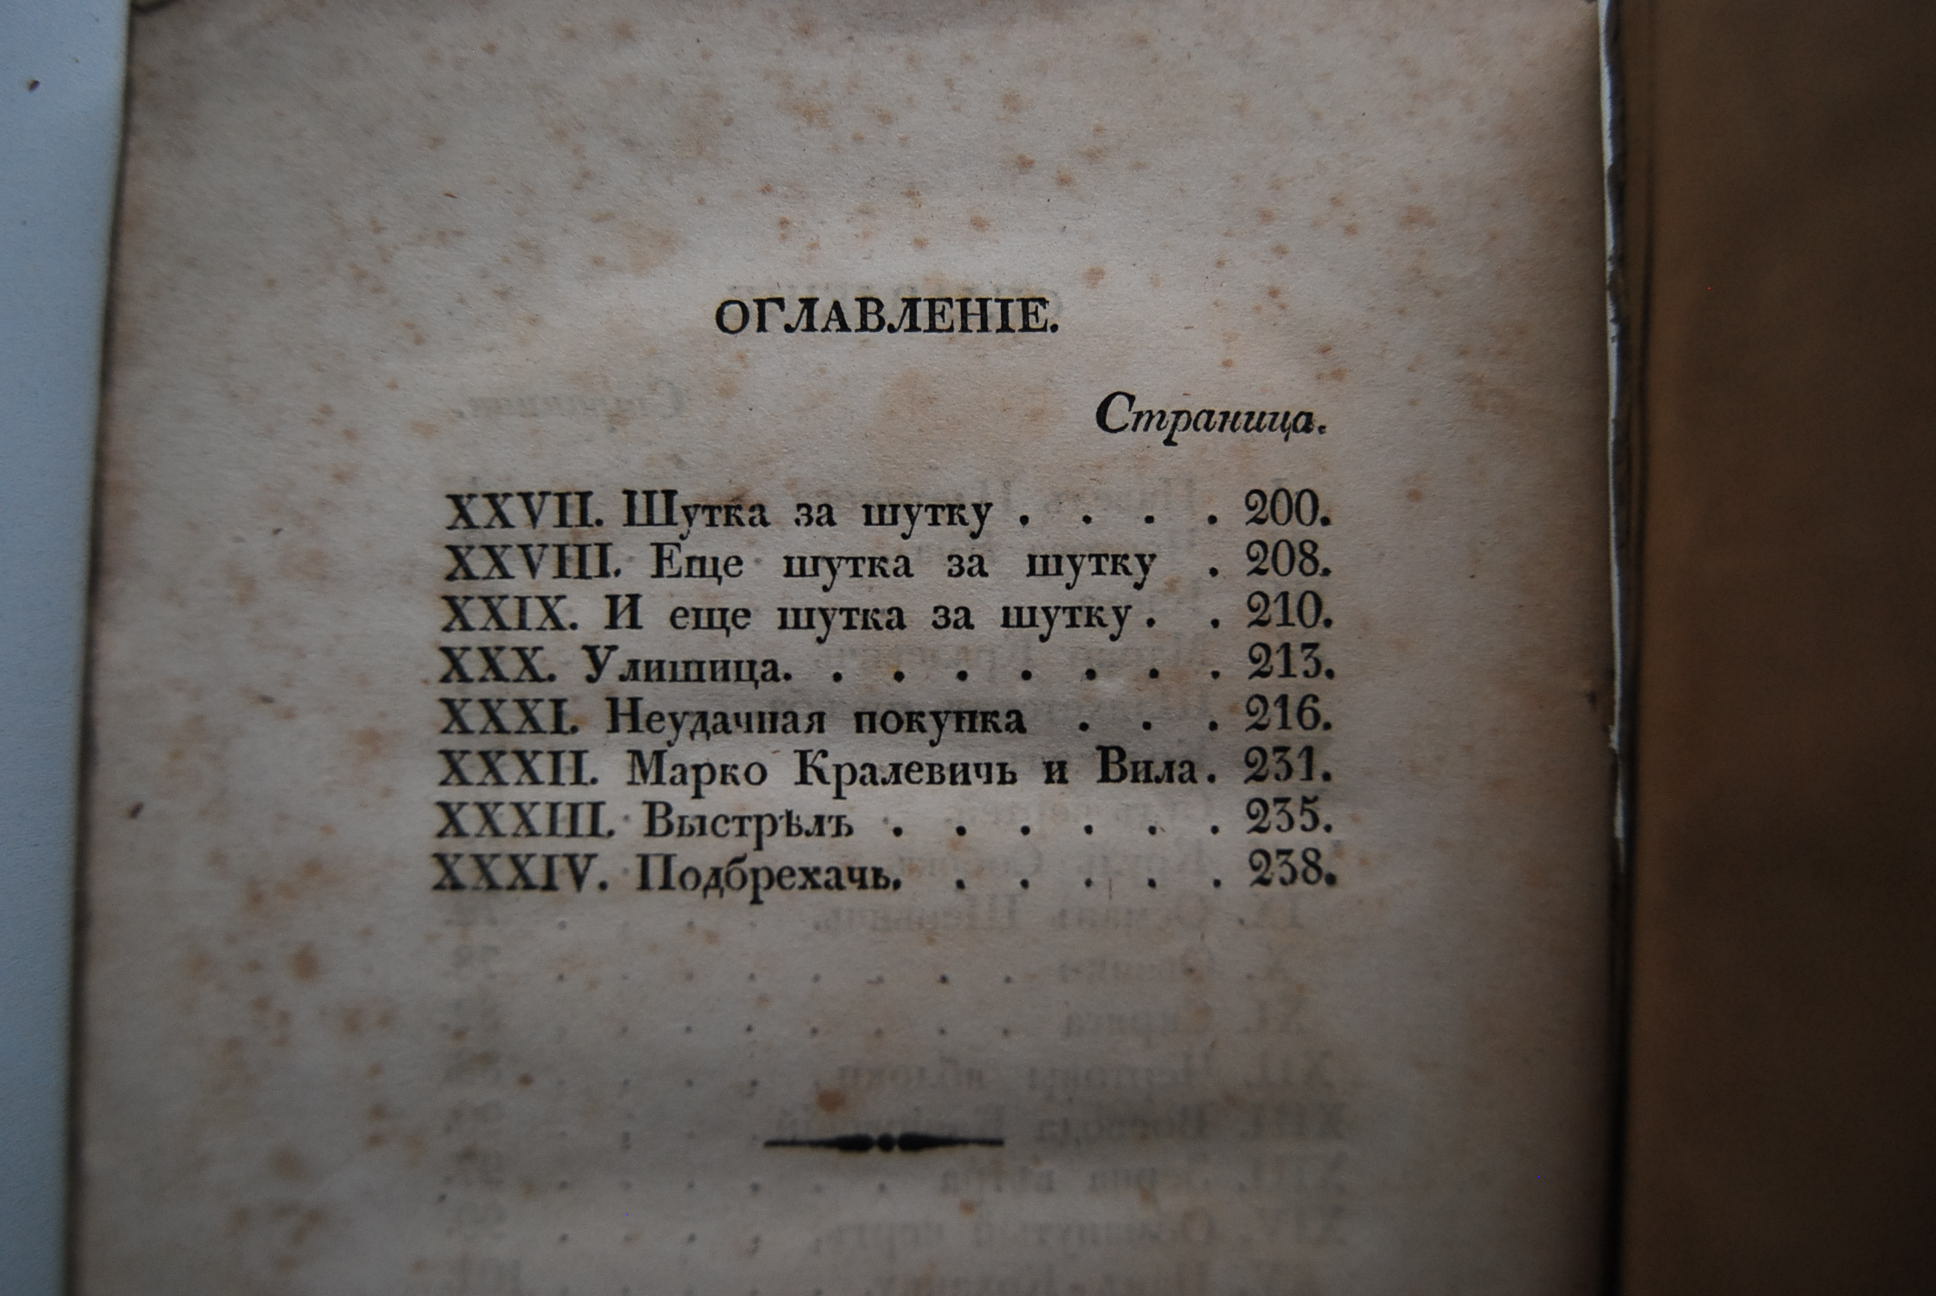 ОГЛАВЛЕНІЕ.
Страница.
XXVII. Шутка за шутку . . . . 200.
XXVIII. Еще шутка за шутку . 208.
XXIX. И еще шутка за шутку . . 210.
XXX. Улишица. . . . . . . . 213.
XXXI. Неудачная покупка . . . 216.
XXXII. Марко Кралевичь и Вила. 231.
XXXIII. Выстрѣлъ . . . . . . 235.
XXXIV. Подбрехачь. . . . . . 238.